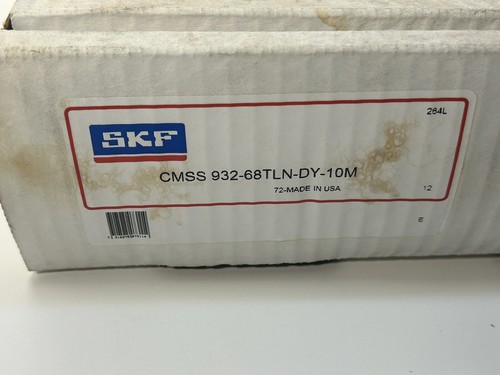 264L
SKF
CMSS 932-68TLN-DY-10M
72-MADE IN USA
12